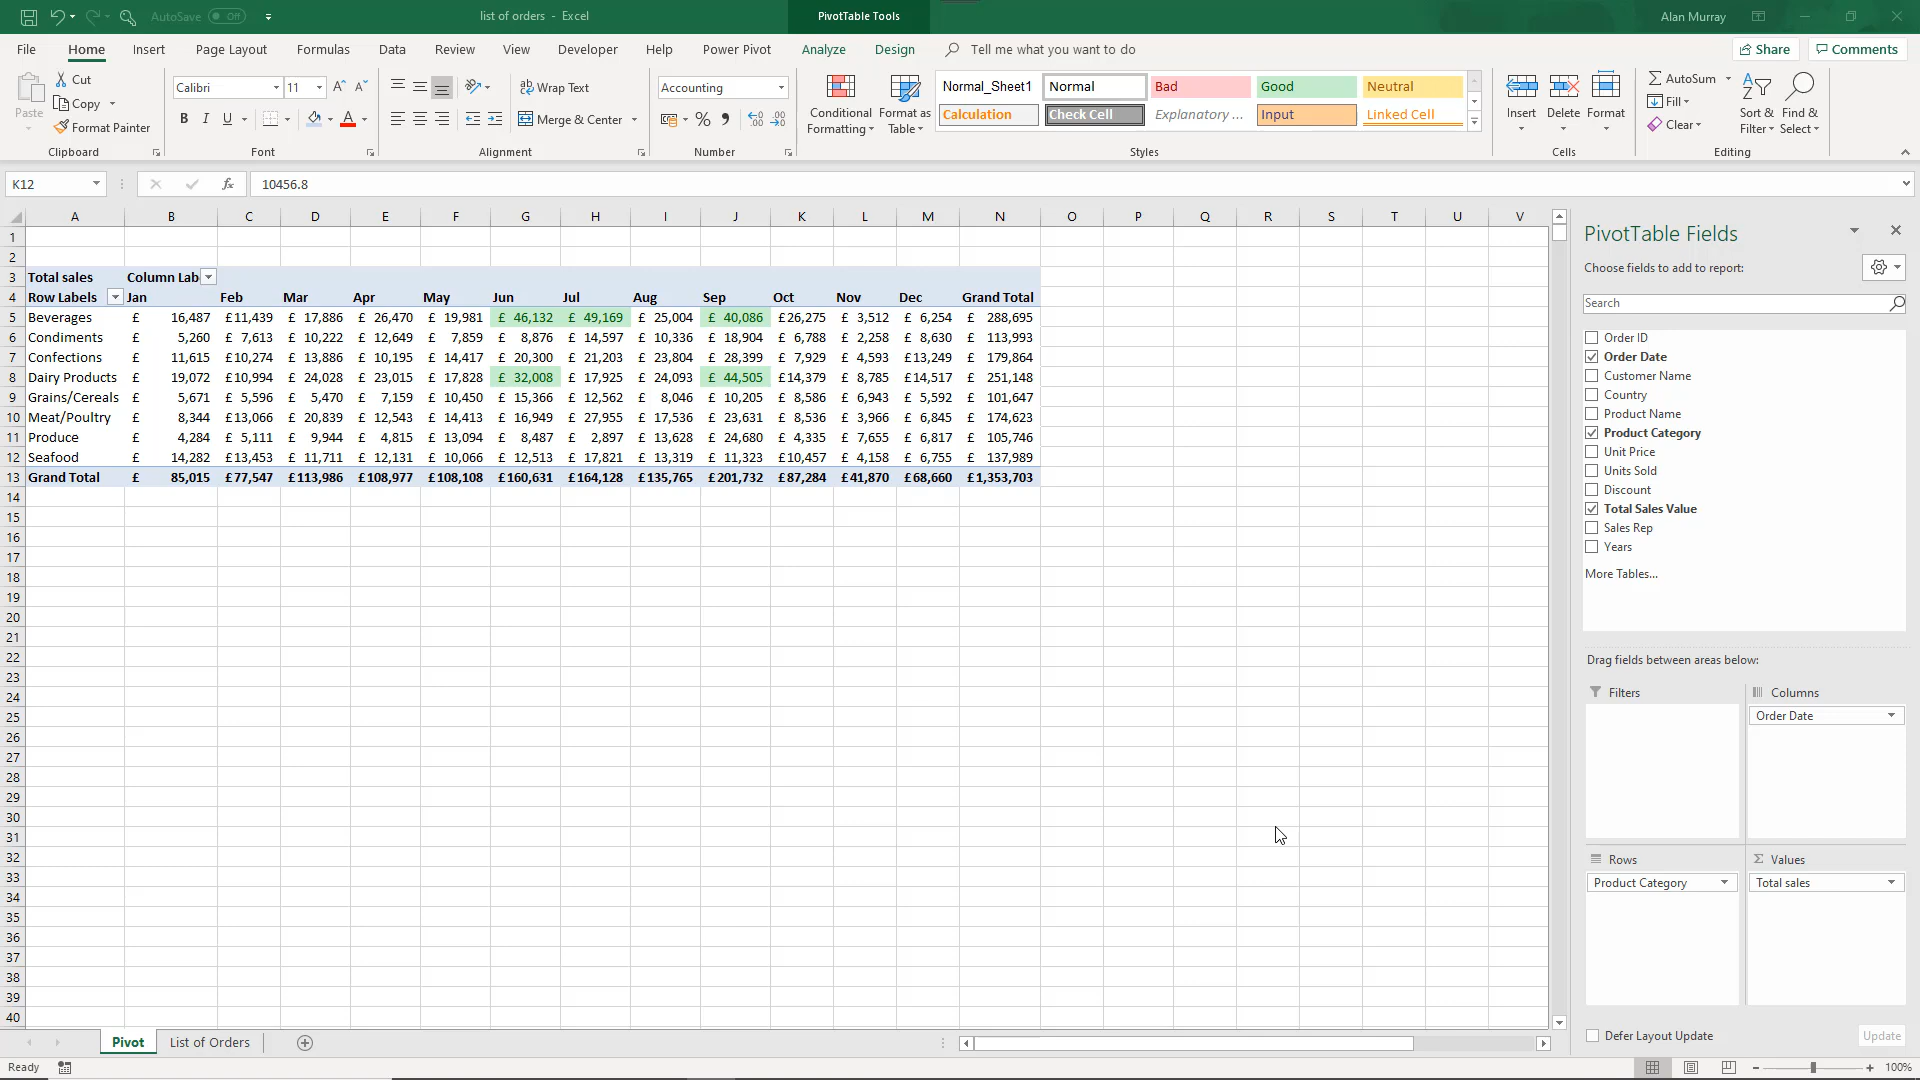 AutoSave Off
list of orders - Excel
PivotTable Tools
Alan Murray
File Home Insert Page Layout Formulas Data Review View Developer Help Power Pivot Analyze Design Tell me what you want to do Share Comments
Paste Cut Copy Format Painter Clipboard
Calibri 11 B I U A Font
Wrap Text Merge & Center Alignment
Accounting % Number
Conditional Formatting Format as Table Normal_Sheet1 Normal Bad Good Neutral
Calculation Check Cell Explanatory ... Input Linked Cell Styles
Insert Delete Format Cells
AutoSum Fill Clear Sort & Filter Find & Select Editing
K12 fx 10456.8
A B C D E F G H I J K L M N O P Q R S T U V
1
2
3 Total sales Column Lab
4 Row Labels Jan Feb Mar Apr May Jun Jul Aug Sep Oct Nov Dec Grand Total
5 Beverages £ 16,487 £11,439 £ 17,886 £ 26,470 £ 19,981 £ 46,132 £ 49,169 £ 25,004 £ 40,086 £26,275 £ 3,512 £ 6,254 £ 288,695
6 Condiments £ 5,260 £ 7,613 £ 10,222 £ 12,649 £ 7,859 £ 8,876 £ 14,597 £ 10,336 £ 18,904 £ 6,788 £ 2,258 £ 8,630 £ 113,993
7 Confections £ 11,615 £10,274 £ 13,886 £ 10,195 £ 14,417 £ 20,300 £ 21,203 £ 23,804 £ 28,399 £ 7,929 £ 4,593 £13,249 £ 179,864
8 Dairy Products £ 19,072 £10,994 £ 24,028 £ 23,015 £ 17,828 £ 32,008 £ 17,925 £ 24,093 £ 44,505 £14,379 £ 8,785 £14,517 £ 251,148
9 Grains/Cereals £ 5,671 £ 5,596 £ 5,470 £ 7,159 £ 10,450 £ 15,366 £ 12,562 £ 8,046 £ 10,205 £ 8,586 £ 6,943 £ 5,592 £ 101,647
10 Meat/Poultry £ 8,344 £13,066 £ 20,839 £ 12,543 £ 14,413 £ 16,949 £ 27,955 £ 17,536 £ 23,631 £ 8,536 £ 3,966 £ 6,845 £ 174,623
11 Produce £ 4,284 £ 5,111 £ 9,944 £ 4,815 £ 13,094 £ 8,487 £ 2,897 £ 13,628 £ 24,680 £ 4,335 £ 7,655 £ 6,817 £ 105,746
12 Seafood £ 14,282 £13,453 £ 11,711 £ 12,131 £ 10,066 £ 12,513 £ 17,821 £ 13,319 £ 11,323 £10,457 £ 4,158 £ 6,755 £ 137,989
13 Grand Total £ 85,015 £77,547 £113,986 £108,977 £108,108 £160,631 £164,128 £135,765 £201,732 £87,284 £41,870 £68,660 £1,353,703
14
15
16
17
18
19
20
21
22
23
24
25
26
27
28
29
30
31
32
33
34
35
36
37
38
39
40
PivotTable Fields
Choose fields to add to report:
Search
Order ID
Order Date
Customer Name
Country
Product Name
Product Category
Unit Price
Units Sold
Discount
Total Sales Value
Sales Rep
Years
More Tables...
Drag fields between areas below:
Filters Columns
Order Date
Rows Values
Product Category Total sales
Defer Layout Update Update
Pivot List of Orders
Ready 100%